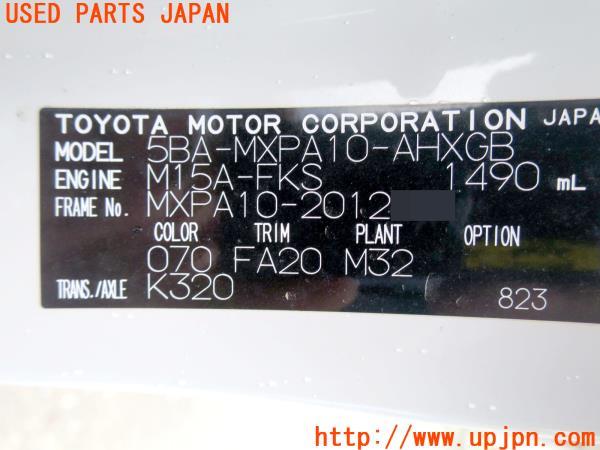 USED PARTS JAPAN
TOYOTA MOTOR CORPORATION JAPA
MODEL 5BA-MXPA10-AHXGB
ENGINE M15A-FKS 1490 mL
FRAME No. MXPA10-2012
COLOR TRIM PLANT OPTION
070 FA20 M32
TRANS./AXLE K320
823
http://www.upjpn.com/